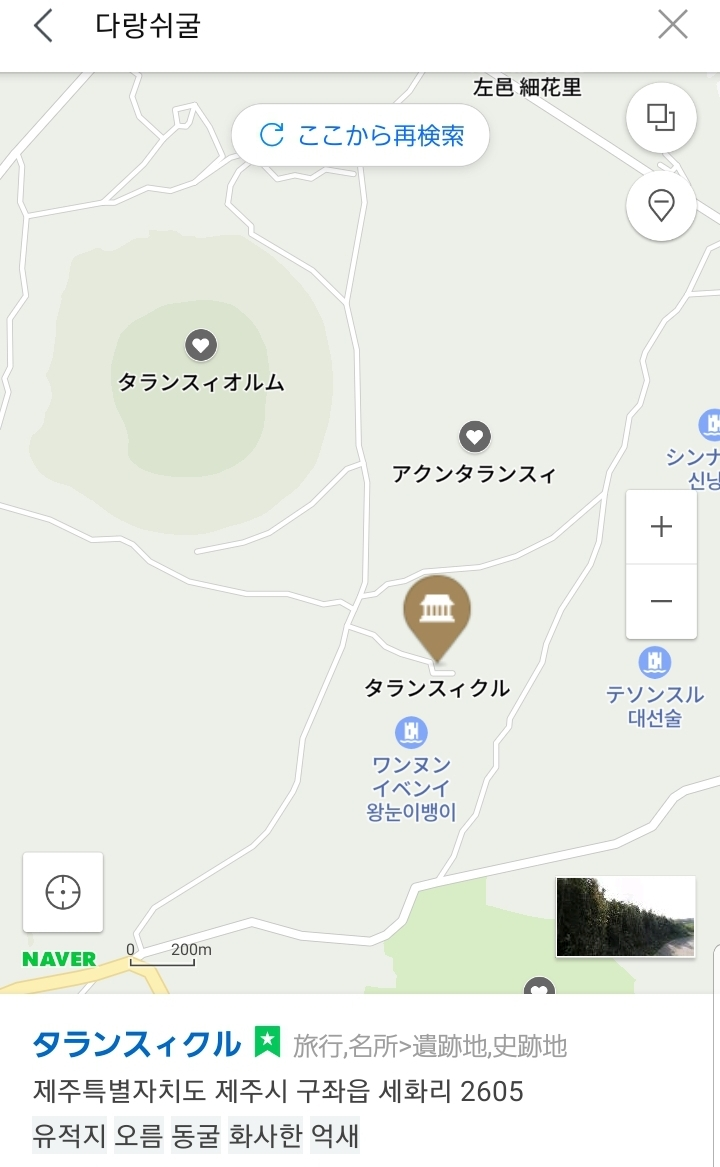 다랑쉬굴
左邑 細花里
ここから再検索
タランスィオルム
アクンタランスィ
シンナ
신낭
タランスィクル
テソンスル
대선술
ワンヌン
イベンイ
왕눈이뱅이
NAVER
0 200m
タランスィクル 旅行,名所>遺跡地,史跡地
제주특별자치도 제주시 구좌읍 세화리 2605
유적지 오름 동굴 화사한 억새